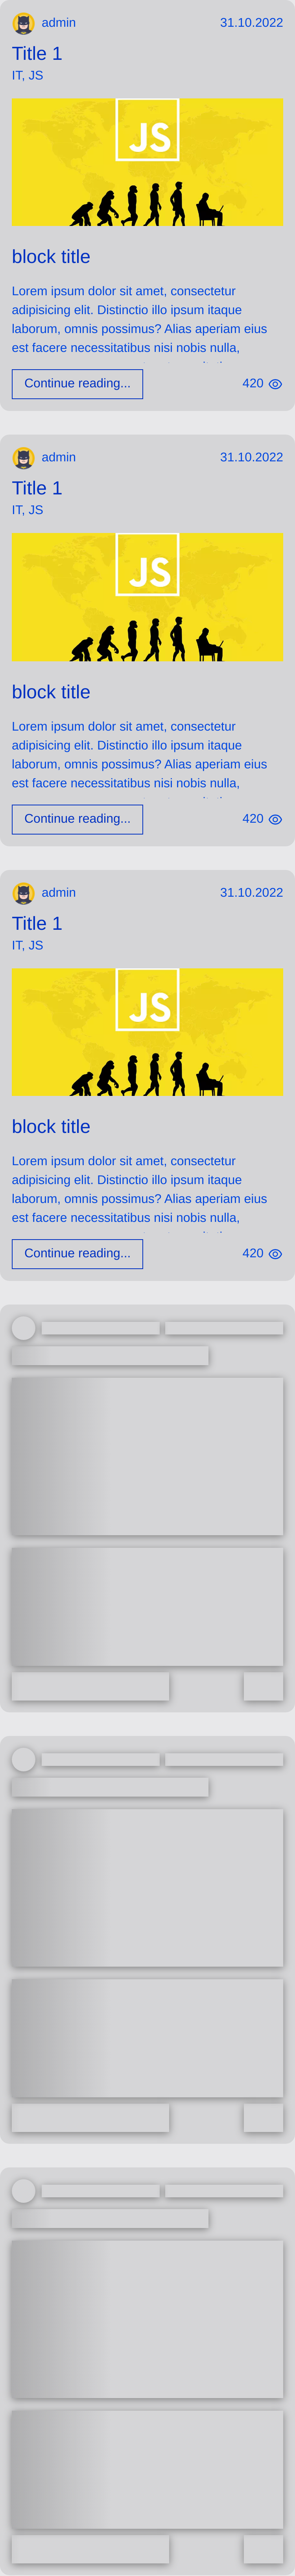 admin 31.10.2022
Title 1
IT, JS
JS
block title
Lorem ipsum dolor sit amet, consectetur
adipisicing elit. Distinctio illo ipsum itaque
laborum, omnis possimus? Alias aperiam eius
est facere necessitatibus nisi nobis nulla,
Continue reading... 420
admin 31.10.2022
Title 1
IT, JS
JS
block title
Lorem ipsum dolor sit amet, consectetur
adipisicing elit. Distinctio illo ipsum itaque
laborum, omnis possimus? Alias aperiam eius
est facere necessitatibus nisi nobis nulla,
Continue reading... 420
admin 31.10.2022
Title 1
IT, JS
JS
block title
Lorem ipsum dolor sit amet, consectetur
adipisicing elit. Distinctio illo ipsum itaque
laborum, omnis possimus? Alias aperiam eius
est facere necessitatibus nisi nobis nulla,
Continue reading... 420